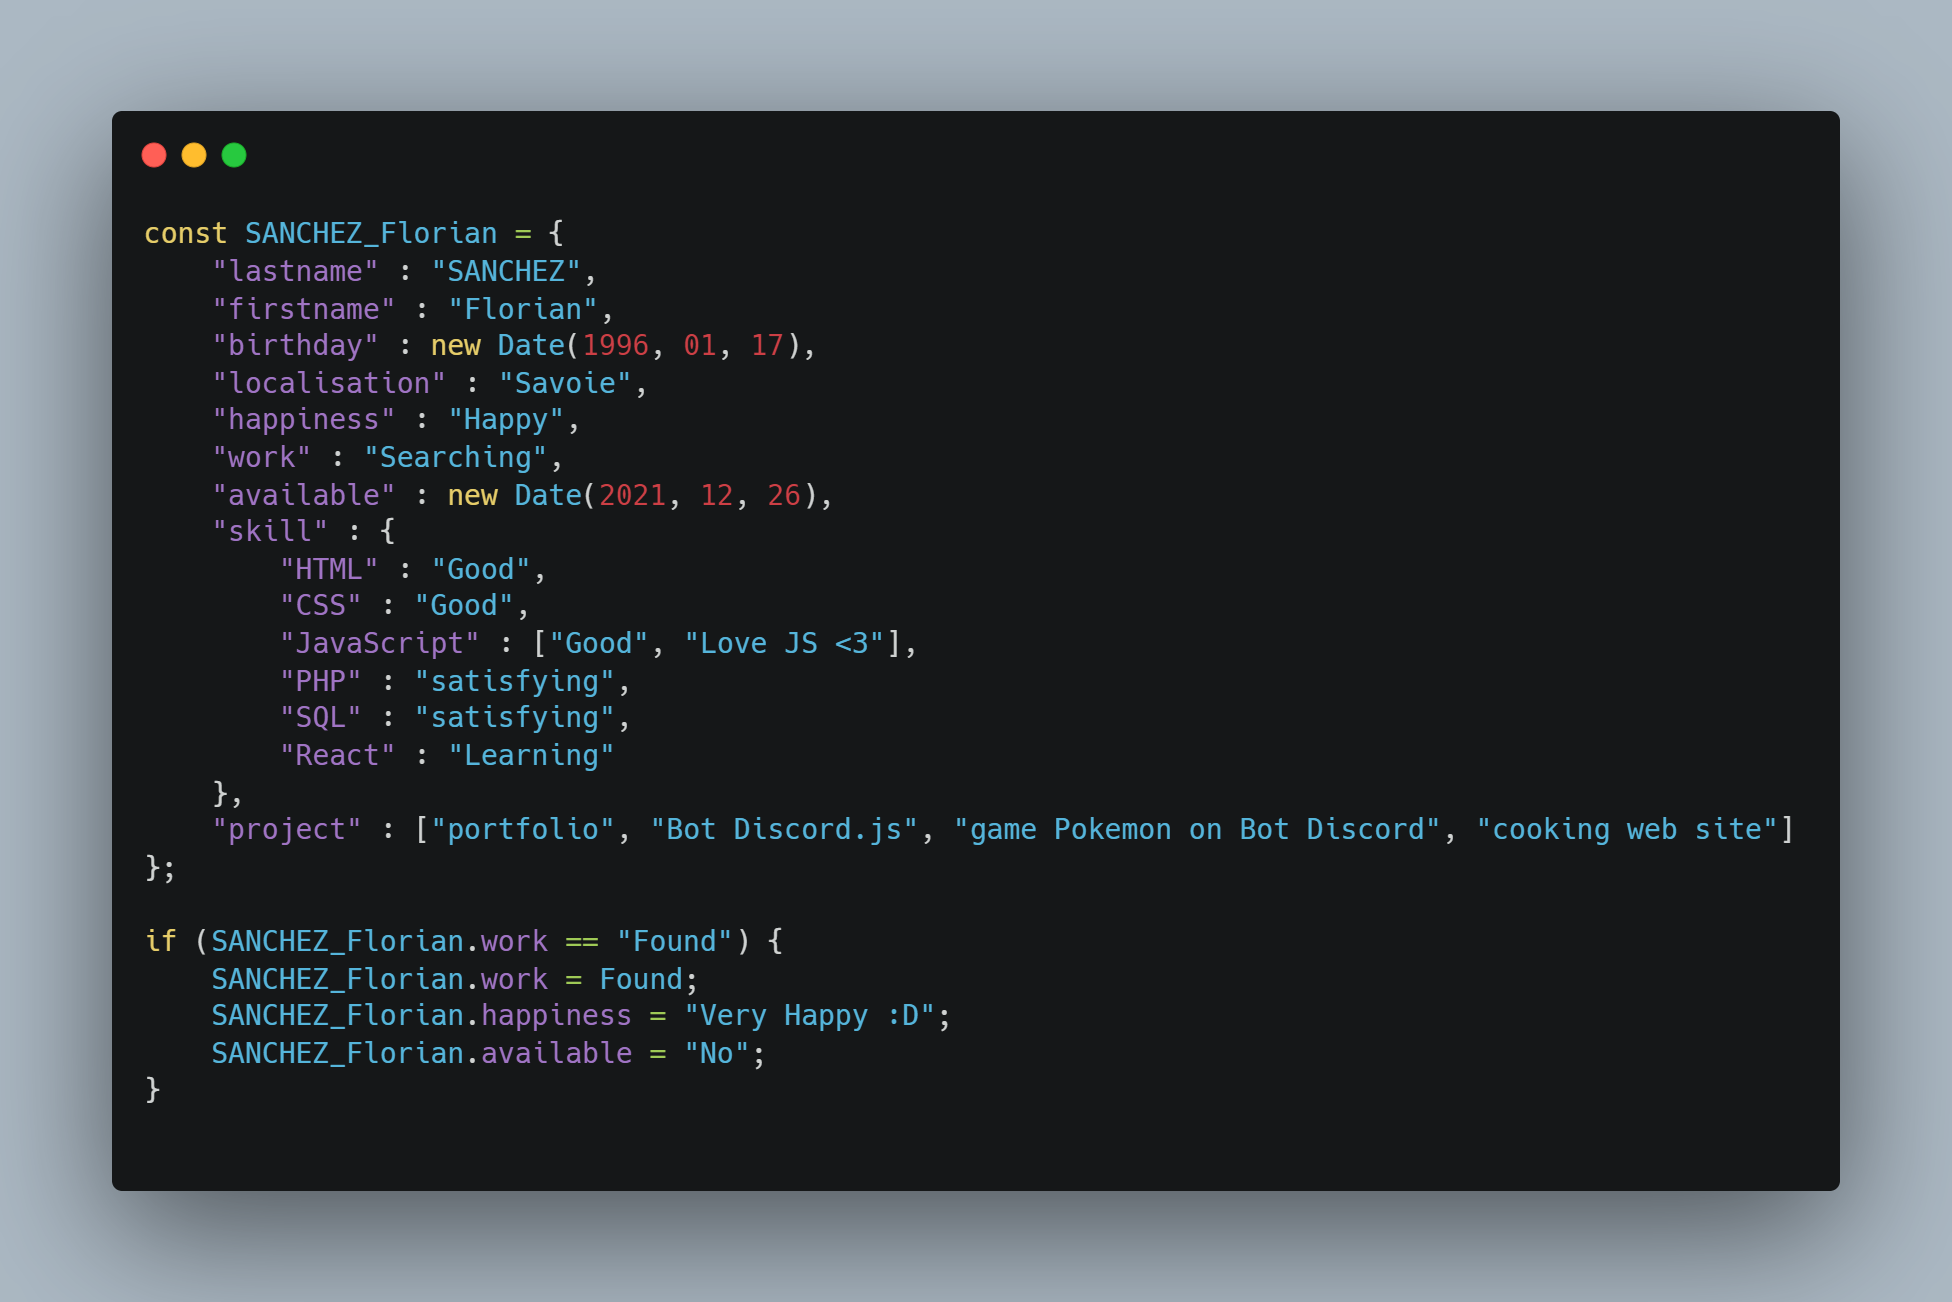 const SANCHEZ_Florian = {
    "lastname" : "SANCHEZ",
    "firstname" : "Florian",
    "birthday" : new Date(1996, 01, 17),
    "localisation" : "Savoie",
    "happiness" : "Happy",
    "work" : "Searching",
    "available" : new Date(2021, 12, 26),
    "skill" : {
        "HTML" : "Good",
        "CSS" : "Good",
        "JavaScript" : ["Good", "Love JS <3"],
        "PHP" : "satisfying",
        "SQL" : "satisfying",
        "React" : "Learning"
    },
    "project" : ["portfolio", "Bot Discord.js", "game Pokemon on Bot Discord", "cooking web site"]
};

if (SANCHEZ_Florian.work == "Found") {
    SANCHEZ_Florian.work = Found;
    SANCHEZ_Florian.happiness = "Very Happy :D";
    SANCHEZ_Florian.available = "No";
}